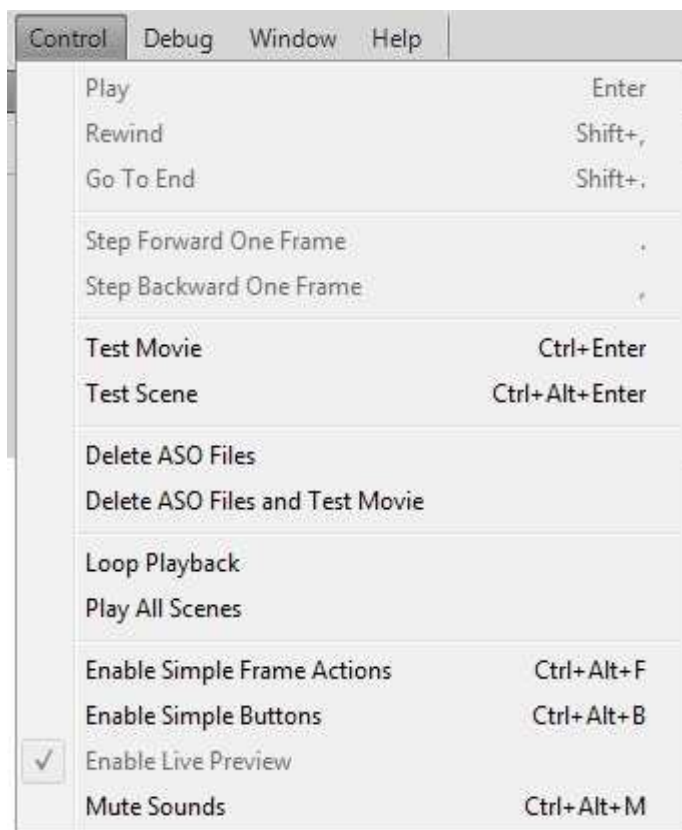 Control Debug Window Help
Play Enter
Rewind Shift+,
Go To End Shift+.
Step Forward One Frame .
Step Backward One Frame ,
Test Movie Ctrl+Enter
Test Scene Ctrl+Alt+Enter
Delete ASO Files
Delete ASO Files and Test Movie
Loop Playback
Play All Scenes
Enable Simple Frame Actions Ctrl+Alt+F
Enable Simple Buttons Ctrl+Alt+B
Enable Live Preview
Mute Sounds Ctrl+Alt+M